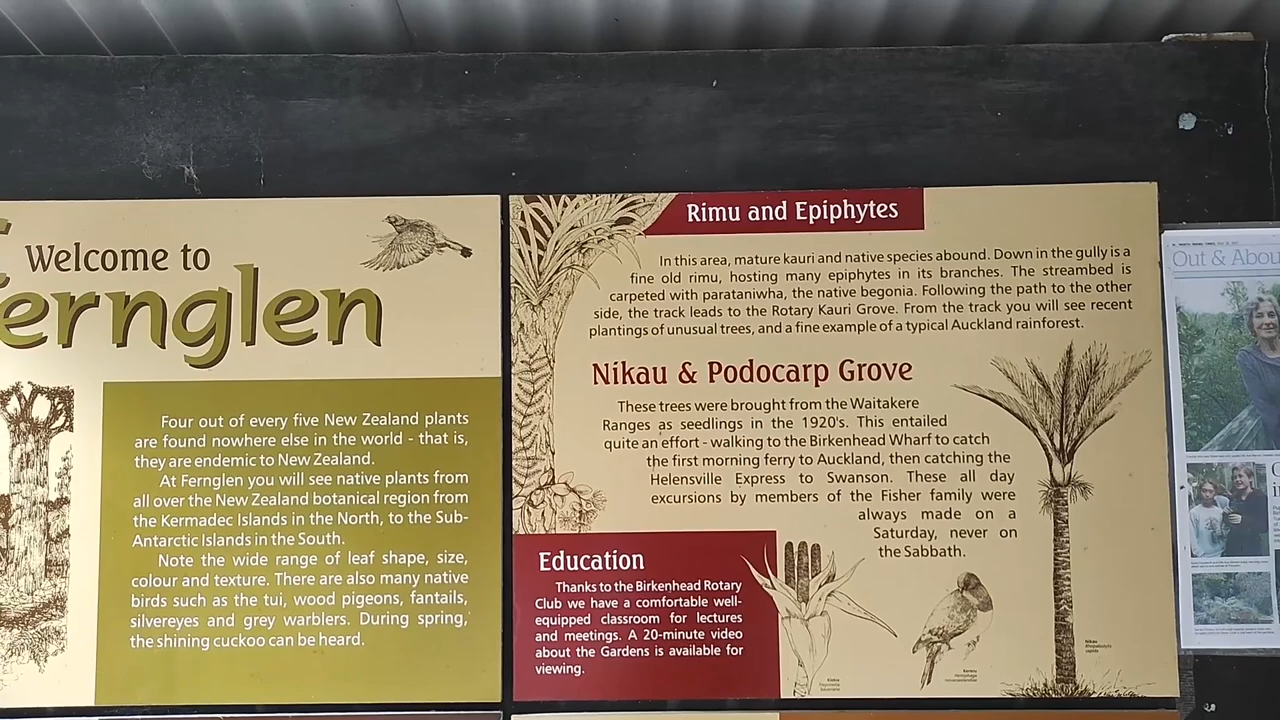 Welcome to
Fernglen
Four out of every five New Zealand plants
are found nowhere else in the world - that is,
they are endemic to New Zealand.
At Fernglen you will see native plants from
all over the New Zealand botanical region from
the Kermadec Islands in the North, to the Sub-
Antarctic Islands in the South.
Note the wide range of leaf shape, size,
colour and texture. There are also many native
birds such as the tui, wood pigeons, fantails,
silvereyes and grey warblers. During spring,
the shining cuckoo can be heard.
Rimu and Epiphytes
In this area, mature kauri and native species abound. Down in the gully is a
fine old rimu, hosting many epiphytes in its branches. The streambed is
carpeted with parataniwha, the native begonia. Following the path to the other
side, the track leads to the Rotary Kauri Grove. From the track you will see recent
plantings of unusual trees, and a fine example of a typical Auckland rainforest.
Nikau & Podocarp Grove
These trees were brought from the Waitakere
Ranges as seedlings in the 1920's. This entailed
quite an effort - walking to the Birkenhead Wharf to catch
the first morning ferry to Auckland, then catching the
Helensville Express to Swanson. These all day
excursions by members of the Fisher family were
always made on a
Saturday, never on
the Sabbath.
Education
Thanks to the Birkenhead Rotary
Club we have a comfortable well-
equipped classroom for lectures
and meetings. A 20-minute video
about the Gardens is available for
viewing.
Nikau
Out & Abou